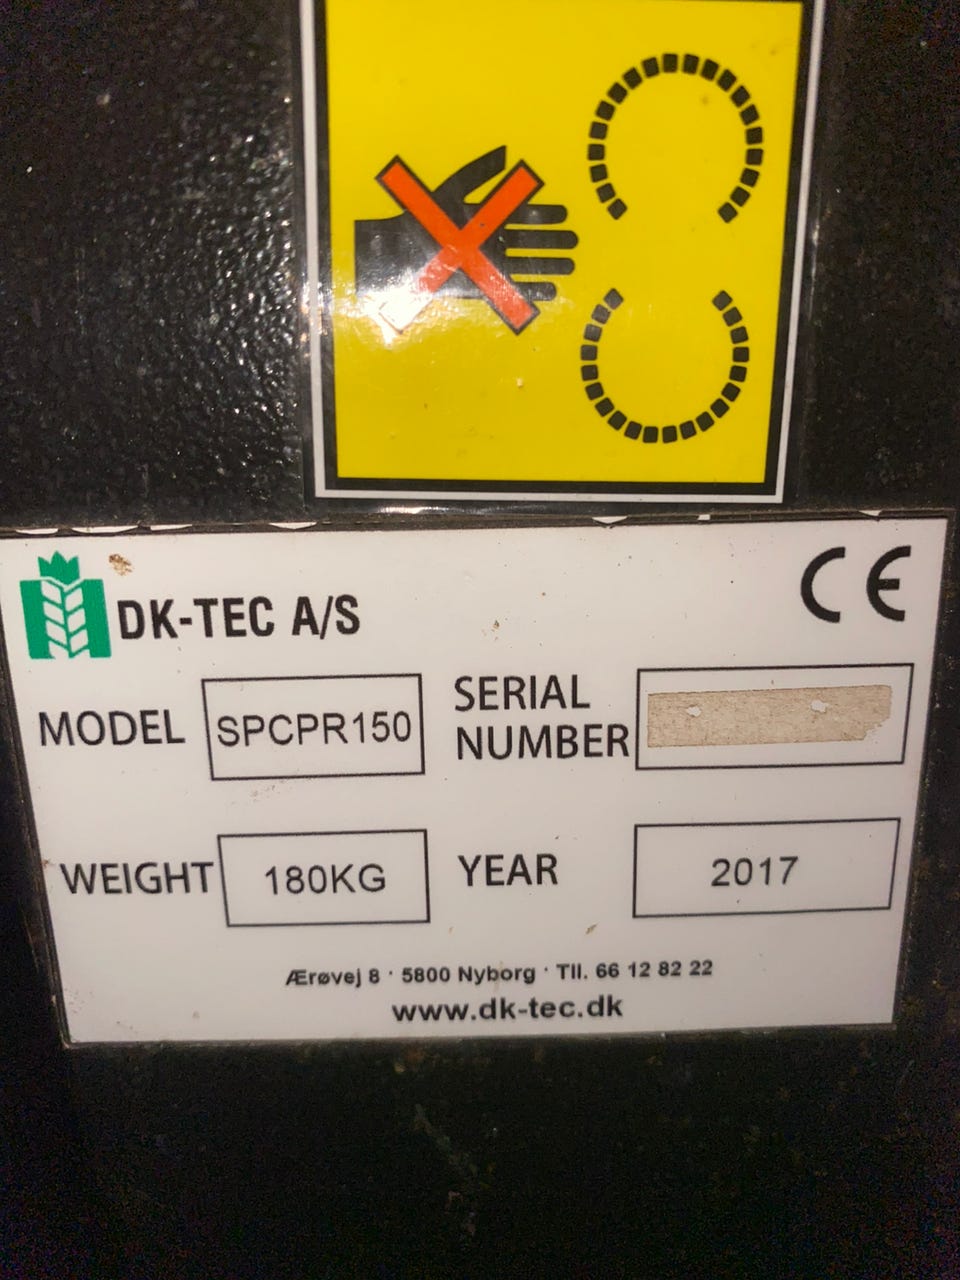 DK-TEC A/S
CE
MODEL SPCPR150
SERIAL NUMBER
WEIGHT 180KG
YEAR 2017
Ærøvej 8 · 5800 Nyborg · Tll. 66 12 82 22
www.dk-tec.dk